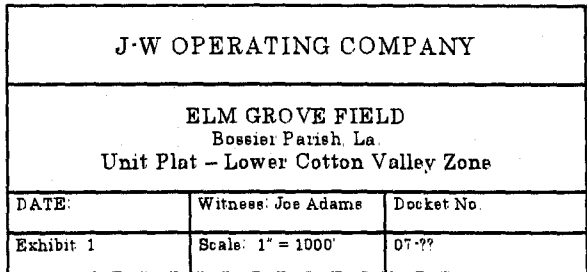 J-W OPERATING COMPANY
ELM GROVE FIELD
Bossier Parish, La.
Unit Plat – Lower Cotton Valley Zone
DATE: Witness: Joe Adams Docket No.
Exhibit 1 Scale: 1" = 1000' 07-??